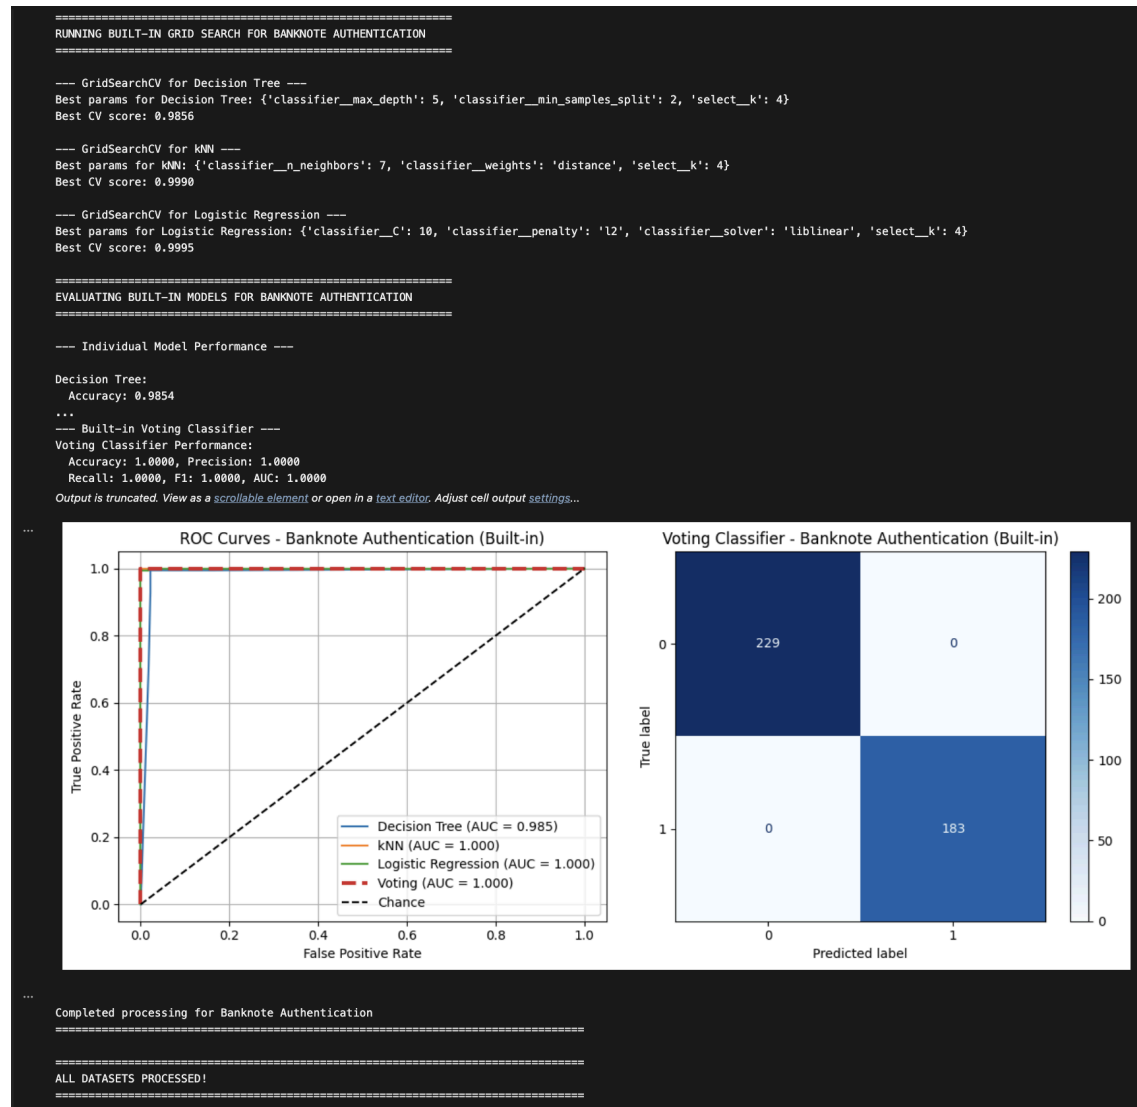 ============================================================
RUNNING BUILT-IN GRID SEARCH FOR BANKNOTE AUTHENTICATION
============================================================
--- GridSearchCV for Decision Tree ---
Best params for Decision Tree: {'classifier__max_depth': 5, 'classifier__min_samples_split': 2, 'select__k': 4}
Best CV score: 0.9856
--- GridSearchCV for kNN ---
Best params for kNN: {'classifier__n_neighbors': 7, 'classifier__weights': 'distance', 'select__k': 4}
Best CV score: 0.9990
--- GridSearchCV for Logistic Regression ---
Best params for Logistic Regression: {'classifier__C': 10, 'classifier__penalty': 'l2', 'classifier__solver': 'liblinear', 'select__k': 4}
Best CV score: 0.9995
============================================================
EVALUATING BUILT-IN MODELS FOR BANKNOTE AUTHENTICATION
============================================================
--- Individual Model Performance ---
Decision Tree:
Accuracy: 0.9854
...
--- Built-in Voting Classifier ---
Voting Classifier Performance:
Accuracy: 1.0000, Precision: 1.0000
Recall: 1.0000, F1: 1.0000, AUC: 1.0000
Output is truncated. View as a scrollable element or open in a text editor. Adjust cell output settings...
...
ROC Curves - Banknote Authentication (Built-in)
1.0
0.8
0.6
0.4
0.2
0.0
True Positive Rate
Decision Tree (AUC = 0.985)
kNN (AUC = 1.000)
Logistic Regression (AUC = 1.000)
Voting (AUC = 1.000)
Chance
0.0 0.2 0.4 0.6 0.8 1.0
False Positive Rate
Voting Classifier - Banknote Authentication (Built-in)
True label
0 229 0
1 0 183
0 1
Predicted label
200
150
100
50
0
...
Completed processing for Banknote Authentication
================================================================================
================================================================================
ALL DATASETS PROCESSED!
================================================================================